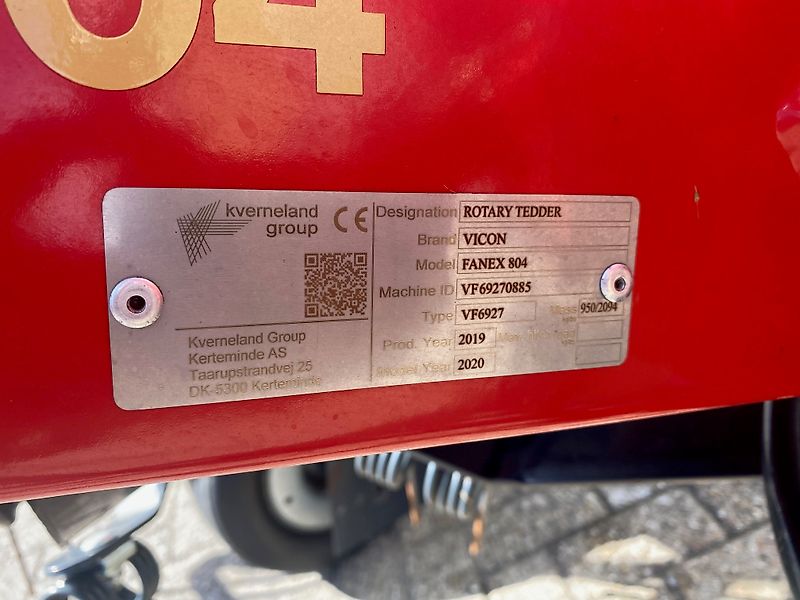 04
kverneland
group
CE
Designation ROTARY TEDDER
Brand VICON
Model FANEX 804
Machine ID VF69270885
Type VF6927 Mass 950/2094
Prod. Year 2019
Model Year 2020
Kverneland Group
Kerteminde AS
Taarupstrandvej 25
DK-5300 Kerteminde